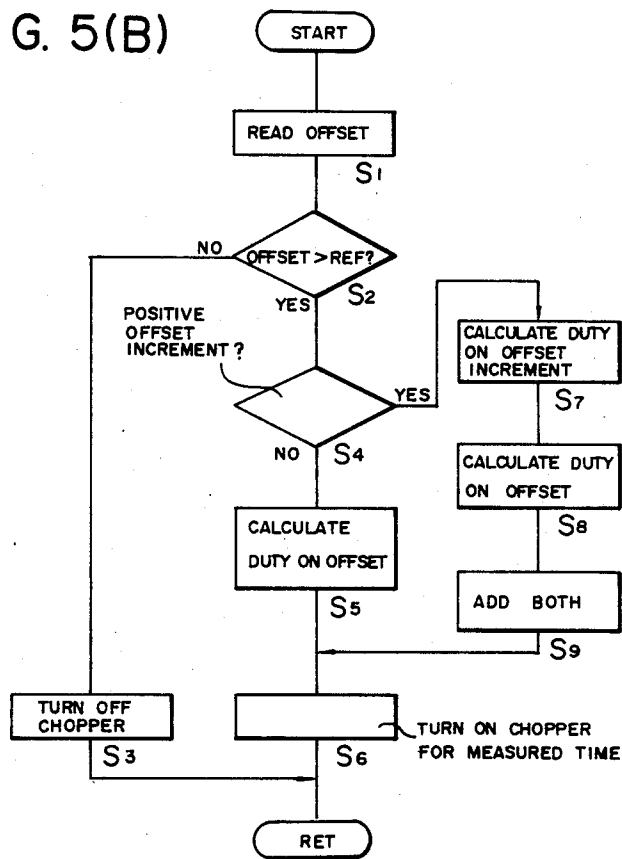 G. 5(B)
START
READ OFFSET
S1
NO
OFFSET>REF?
S2
YES
POSITIVE
OFFSET
INCREMENT?
YES
S4
NO
CALCULATE DUTY
ON OFFSET
INCREMENT
S7
CALCULATE DUTY
ON OFFSET
S8
CALCULATE
DUTY ON OFFSET
S5
ADD BOTH
S9
TURN OFF
CHOPPER
S3
S6
TURN ON CHOPPER
FOR MEASURED TIME
RET